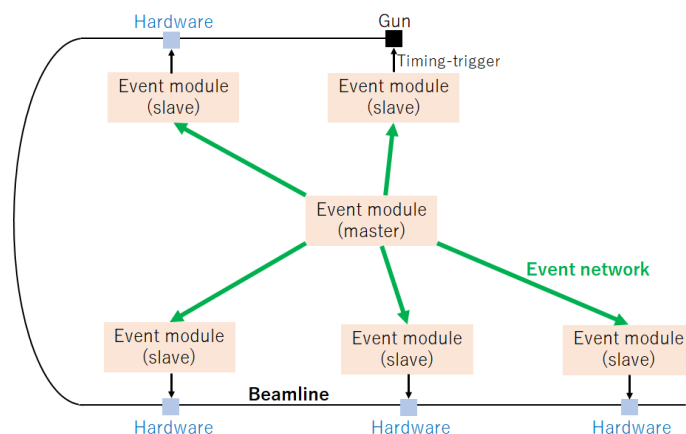 Hardware
Gun
Timing-trigger
Event module
(slave)
Event module
(slave)
Event module
(master)
Event network
Event module
(slave)
Event module
(slave)
Event module
(slave)
Beamline
Hardware
Hardware
Hardware